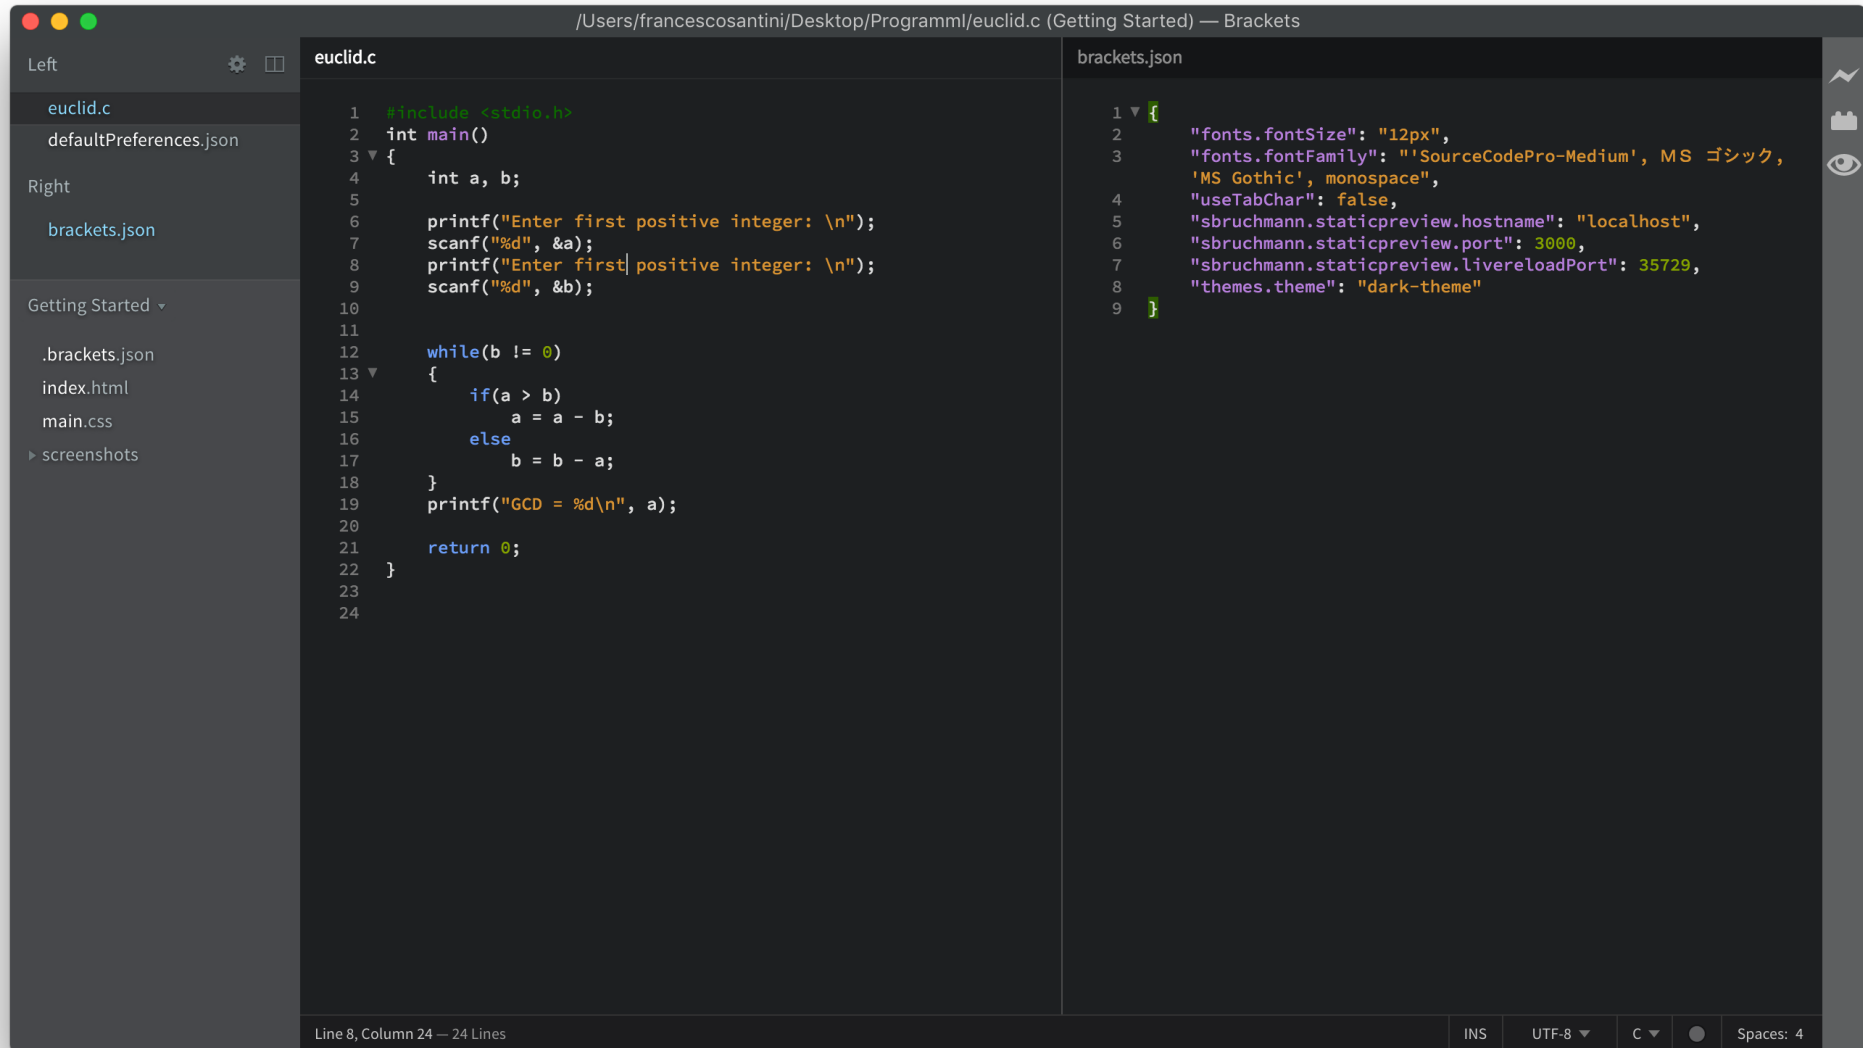 /Users/francescosantini/Desktop/ProgrammI/euclid.c (Getting Started) — Brackets
Left
euclid.c
defaultPreferences.json
Right
brackets.json
Getting Started
.brackets.json
index.html
main.css
screenshots
euclid.c
1 #include <stdio.h>
2 int main()
3 {
4     int a, b;
5
6     printf("Enter first positive integer: \n");
7     scanf("%d", &a);
8     printf("Enter first positive integer: \n");
9     scanf("%d", &b);
10
11
12     while(b != 0)
13     {
14         if(a > b)
15             a = a - b;
16         else
17             b = b - a;
18     }
19     printf("GCD = %d\n", a);
20
21     return 0;
22 }
23
24
brackets.json
1 {
2     "fonts.fontSize": "12px",
3     "fonts.fontFamily": "'SourceCodePro-Medium', ＭＳ ゴシック,
'MS Gothic', monospace",
4     "useTabChar": false,
5     "sbruchmann.staticpreview.hostname": "localhost",
6     "sbruchmann.staticpreview.port": 3000,
7     "sbruchmann.staticpreview.livereloadPort": 35729,
8     "themes.theme": "dark-theme"
9 }
Line 8, Column 24 — 24 Lines
INS UTF-8 C Spaces: 4